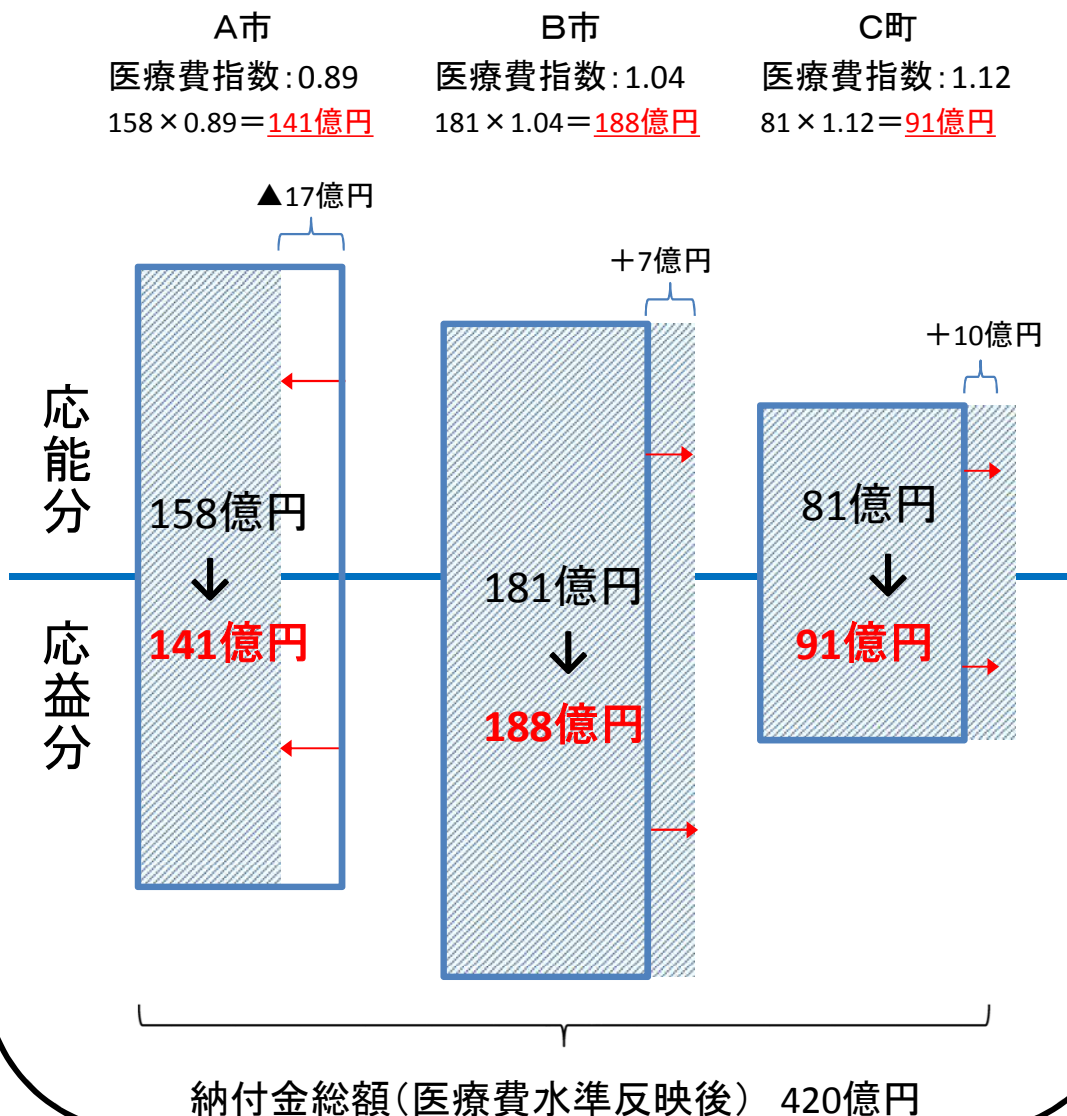 A市
医療費指数:0.89
158×0.89=141億円
B市
医療費指数:1.04
181×1.04=188億円
C町
医療費指数:1.12
81×1.12=91億円
▲17億円
+7億円
+10億円
応能分
応益分
158億円
↓
141億円
181億円
↓
188億円
81億円
↓
91億円
納付金総額(医療費水準反映後) 420億円